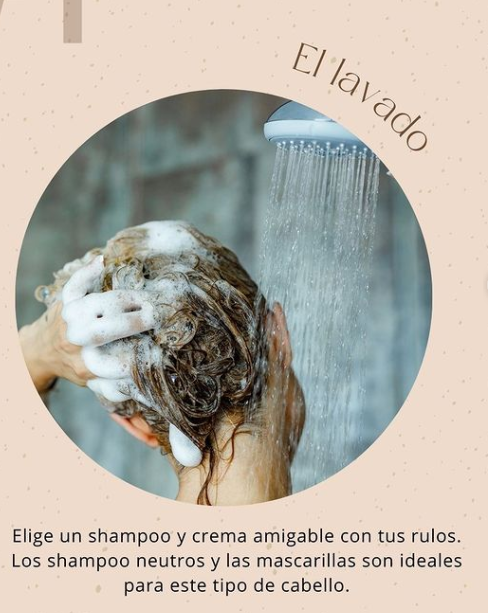 El lavado
Elige un shampoo y crema amigable con tus rulos.
Los shampoo neutros y las mascarillas son ideales
para este tipo de cabello.